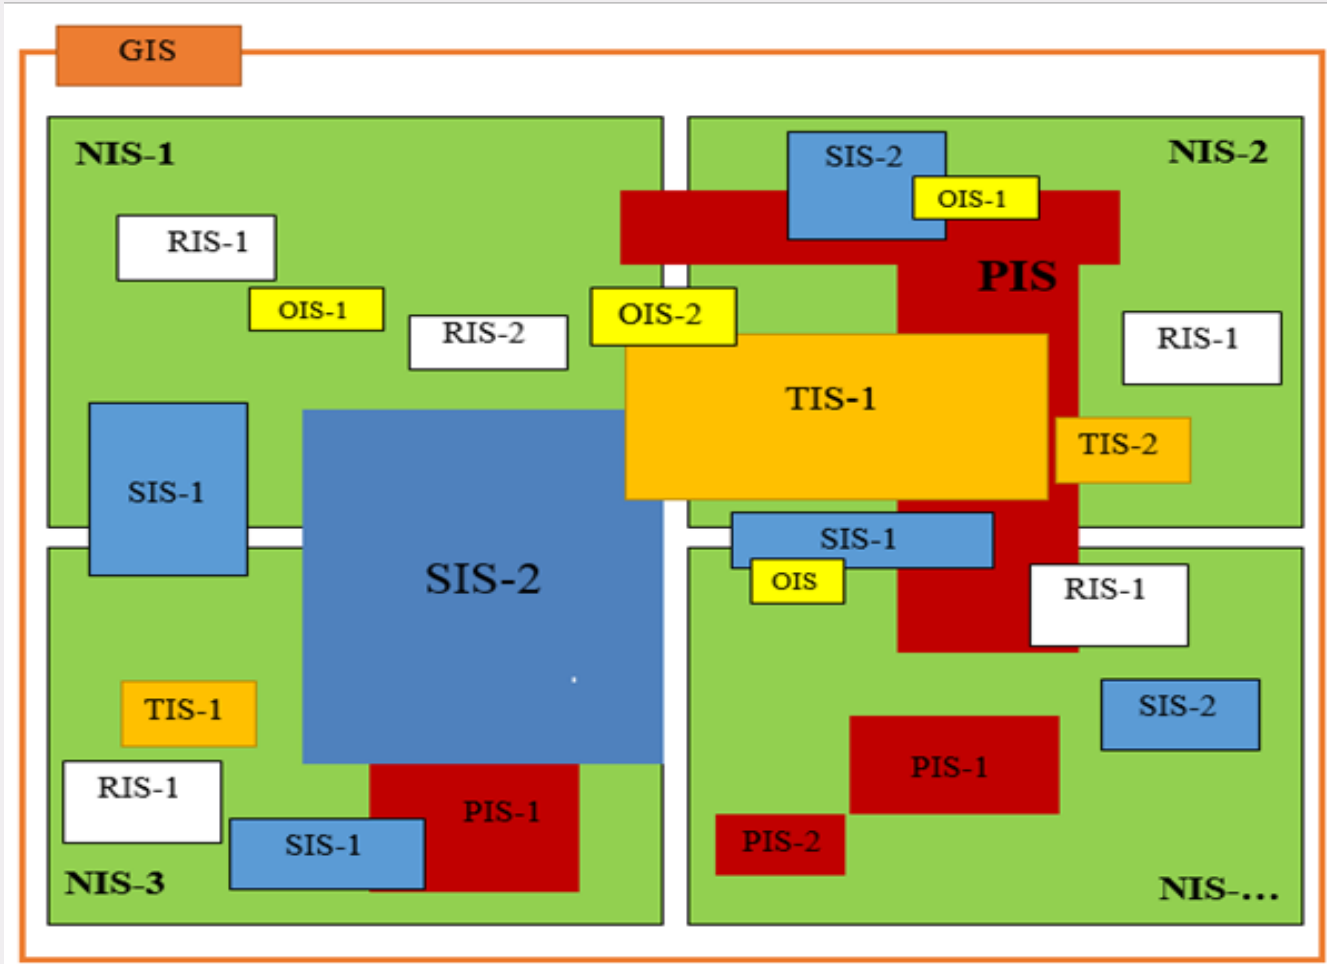 GIS
NIS-1
SIS-2
NIS-2
OIS-1
RIS-1
PIS
OIS-1
OIS-2
RIS-2
RIS-1
TIS-1
TIS-2
SIS-1
SIS-1
SIS-2
OIS
RIS-1
TIS-1
SIS-2
PIS-1
RIS-1
PIS-1
SIS-1
PIS-2
NIS-3
NIS-...